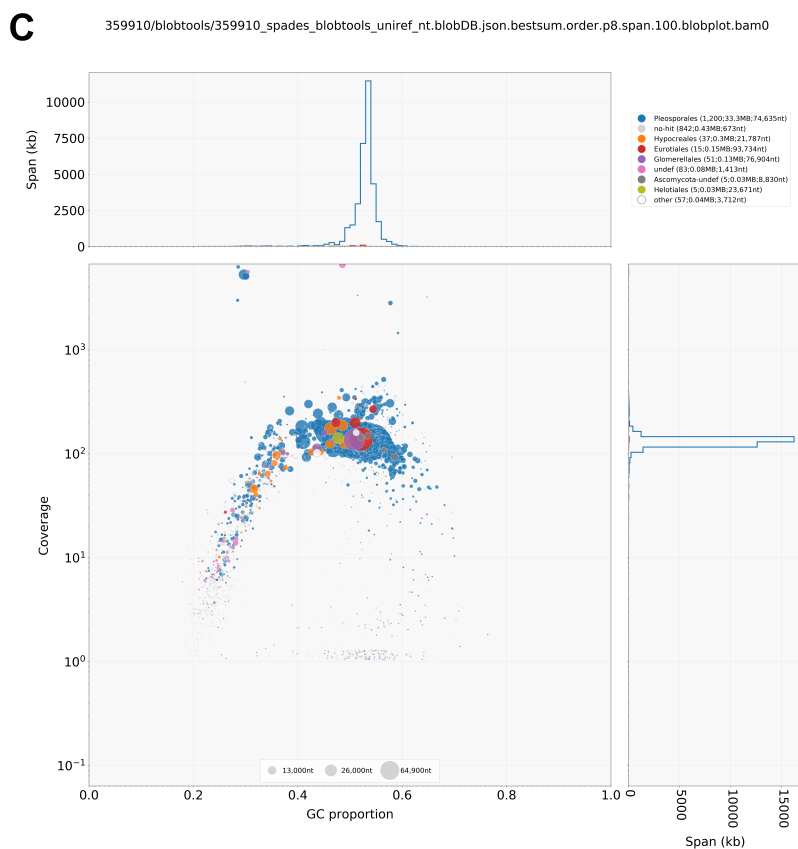 C
359910/blobtools/359910_spades_blobtools_uniref_nt.blobDB.json.bestsum.order.p8.span.100.blobplot.bam0
10000
7500
5000
2500
0
Span (kb)
Pleosporales (1,200;33.3MB;74,635nt)
no-hit (842;0.43MB;673nt)
Hypocreales (37;0.3MB;21,787nt)
Eurotiales (15;0.15MB;93,734nt)
Glomerellales (51;0.13MB;76,904nt)
undef (83;0.08MB;1,413nt)
Ascomycota-undef (5;0.03MB;8,830nt)
Helotiales (5;0.03MB;23,671nt)
other (57;0.04MB;3,712nt)
10³
10²
10¹
10⁰
10⁻¹
Coverage
13,000nt 26,000nt 64,900nt
0.0 0.2 0.4 0.6 0.8 1.0
GC proportion
0 5000 10000 15000
Span (kb)